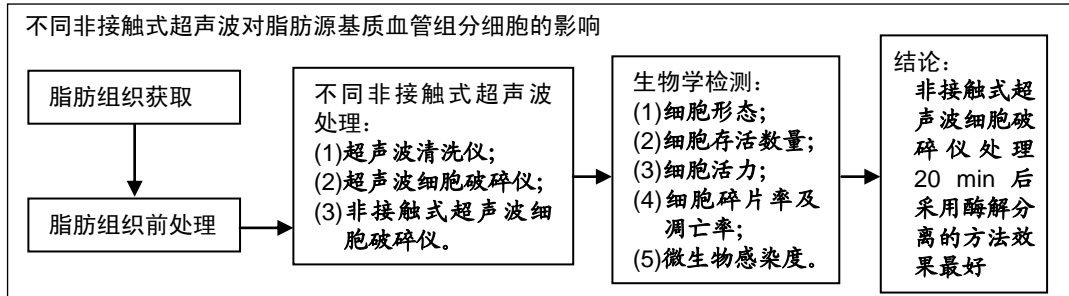 不同非接触式超声波对脂肪源基质血管组分细胞的影响
脂肪组织获取
脂肪组织前处理
不同非接触式超声波
处理：
(1)超声波清洗仪；
(2)超声波细胞破碎仪；
(3)非接触式超声波细
胞破碎仪。
生物学检测：
(1)细胞形态；
(2)细胞存活数量；
(3)细胞活力；
(4)细胞碎片率及
凋亡率；
(5)微生物感染度。
结论：
非接触式超
声波细胞破
碎仪处理
20 min 后
采用酶解分
离的方法效
果最好